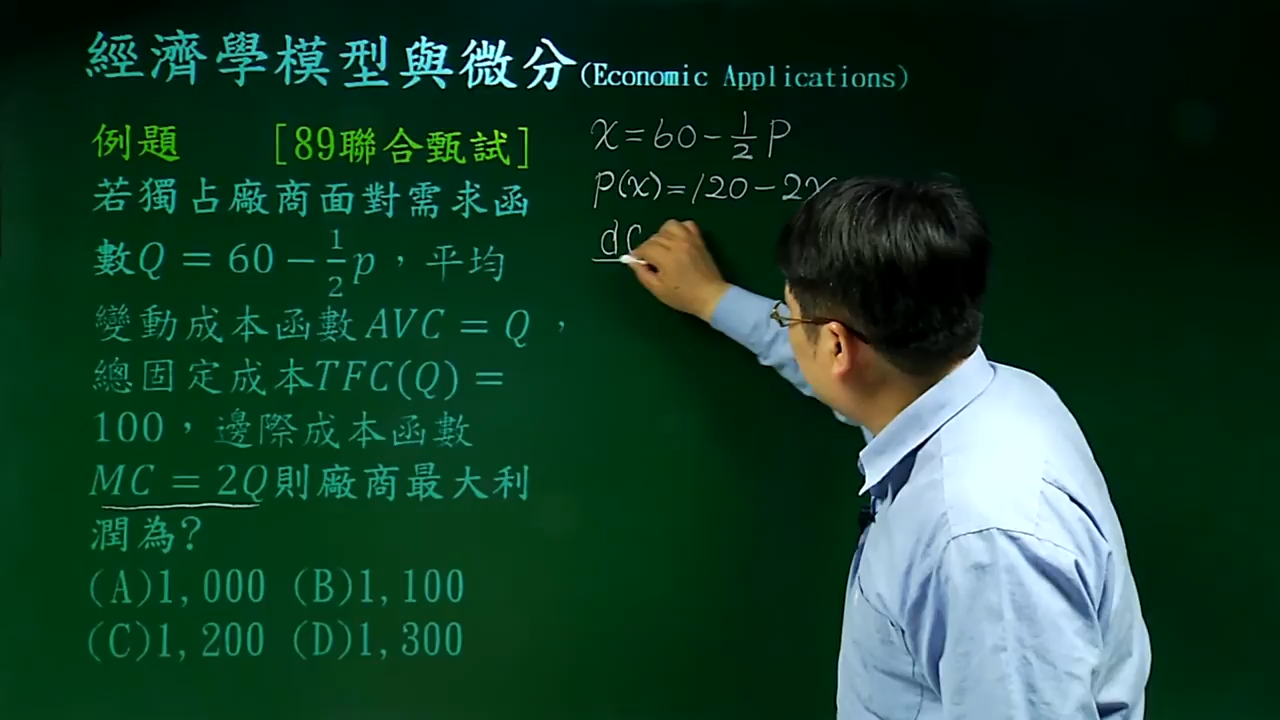 經濟學模型與微分(Economic Applications)
例題 [89聯合甄試]
若獨占廠商面對需求函
數Q = 60 − 1/2 p，平均
變動成本函數AVC = Q，
總固定成本TFC(Q) =
100，邊際成本函數
MC = 2Q則廠商最大利
潤為?
(A)1,000 (B)1,100
(C)1,200 (D)1,300
x=60−1/2 P
P(x)=120−2x
dC